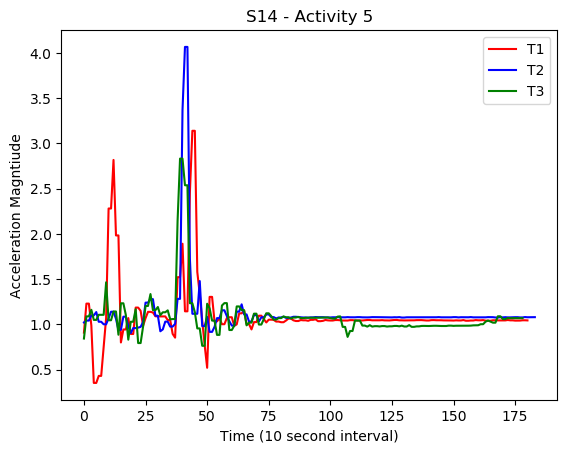 S14 - Activity 5
T1
T2
T3
Acceleration Magntiude
4.0
3.5
3.0
2.5
2.0
1.5
1.0
0.5
0 25 50 75 100 125 150 175
Time (10 second interval)